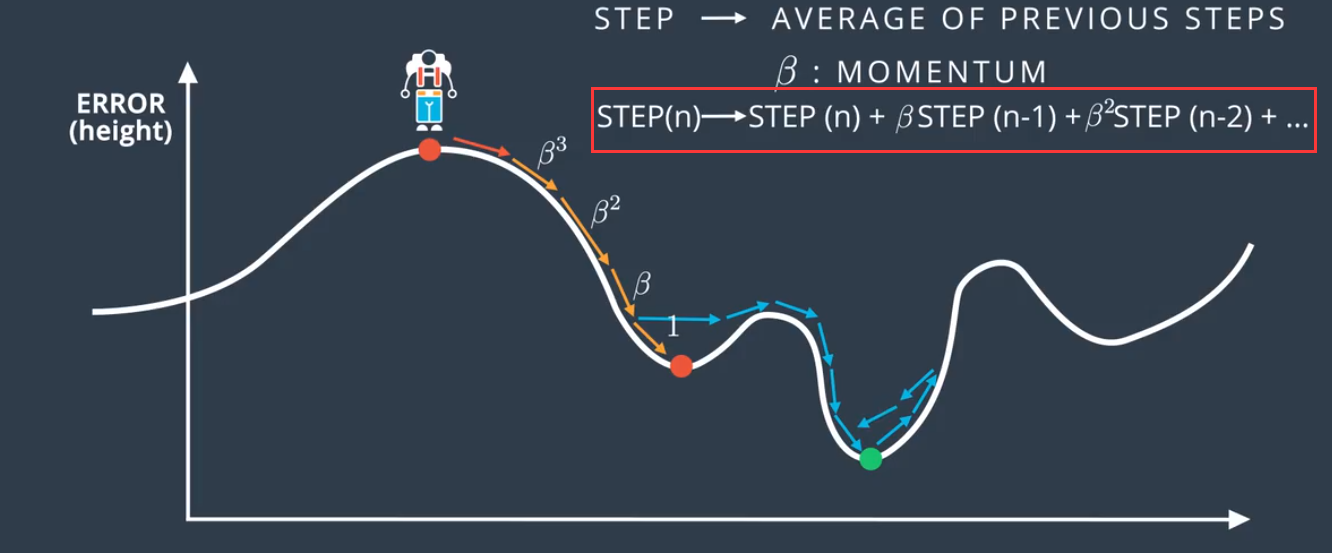 STEP → AVERAGE OF PREVIOUS STEPS
β : MOMENTUM
STEP(n)→STEP (n) + βSTEP (n-1) + β²STEP (n-2) + ...
ERROR
(height)
β³
β²
β
1